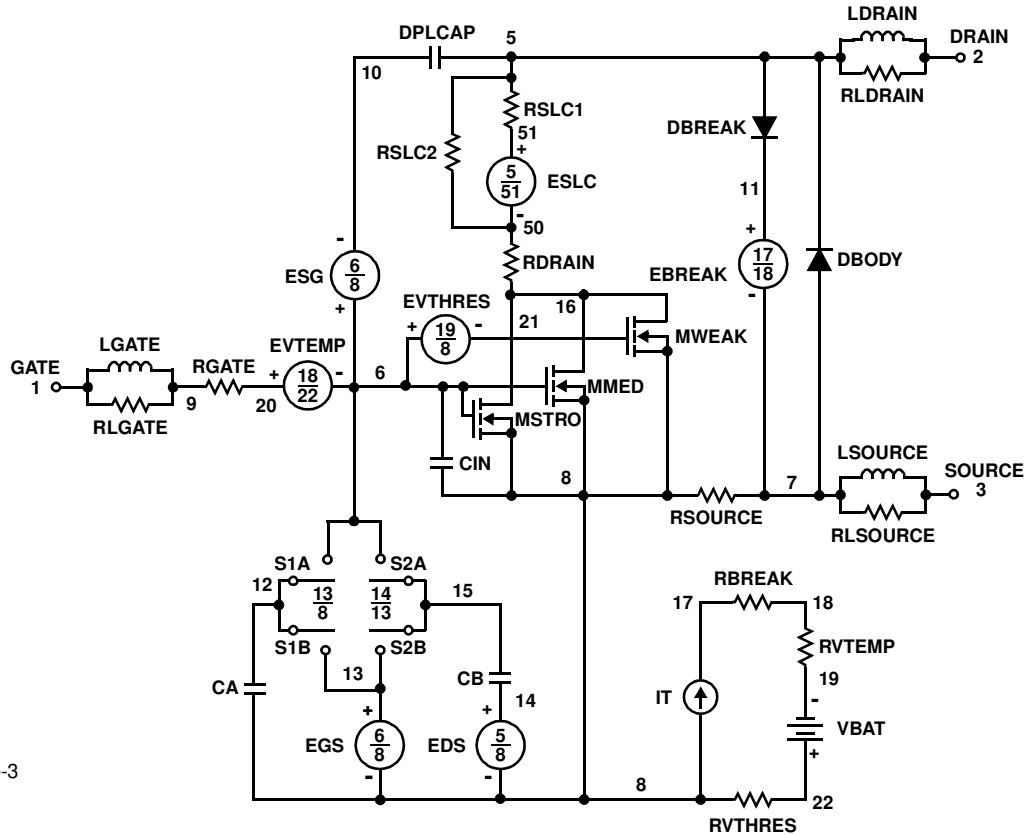 LDRAIN
DPLCAP 5 DRAIN
10 2
RSLC1
RLDRAIN
DBREAK
51
+
RSLC2
5
51
ESLC
11
-
50
-
+
RDRAIN
17
18
DBODY
6
8
ESG
EBREAK
+
EVTHRES
16
-
+ 19
8
- 21
LGATE
EVTEMP
MWEAK
GATE
RGATE
+ 18
22
- 6
1
MMED
9
20
MSTRO
RLGATE
LSOURCE
CIN
8
7
SOURCE
3
RSOURCE
RLSOURCE
S1A S2A
12
13
8
14
13
15
RBREAK
17 18
S1B S2B
RVTEMP
13
CB
19
CA
14
IT
-
+ +
VBAT
EGS 6
8
EDS 5
8
+
- -
-3
8
22
RVTHRES